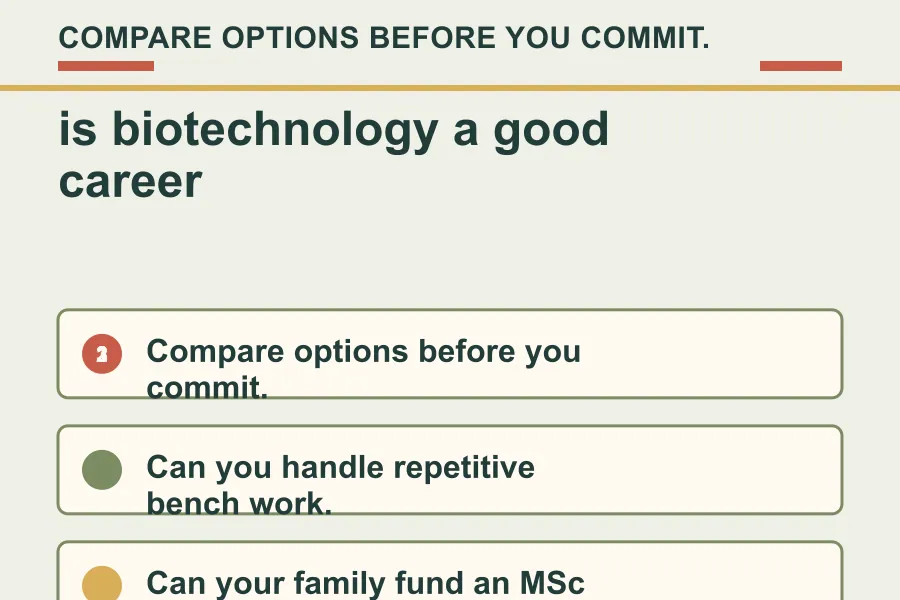 COMPARE OPTIONS BEFORE YOU COMMIT.
is biotechnology a good
career
Compare options before you
commit.
Can you handle repetitive
bench work.
Can your family fund an MSc